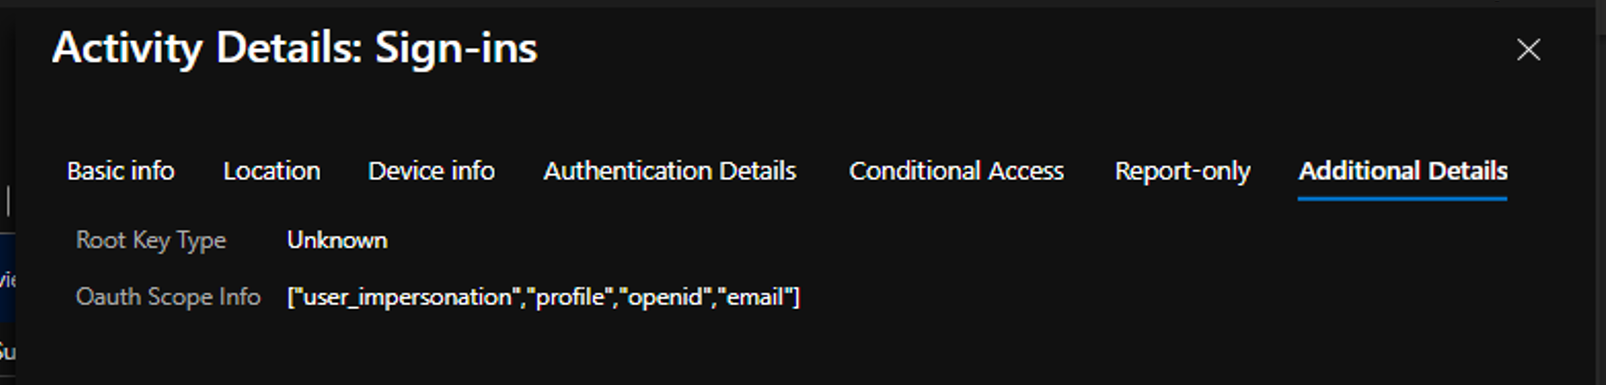 Activity Details: Sign-ins
Basic info Location Device info Authentication Details Conditional Access Report-only Additional Details
Root Key Type Unknown
Oauth Scope Info ["user_impersonation","profile","openid","email"]